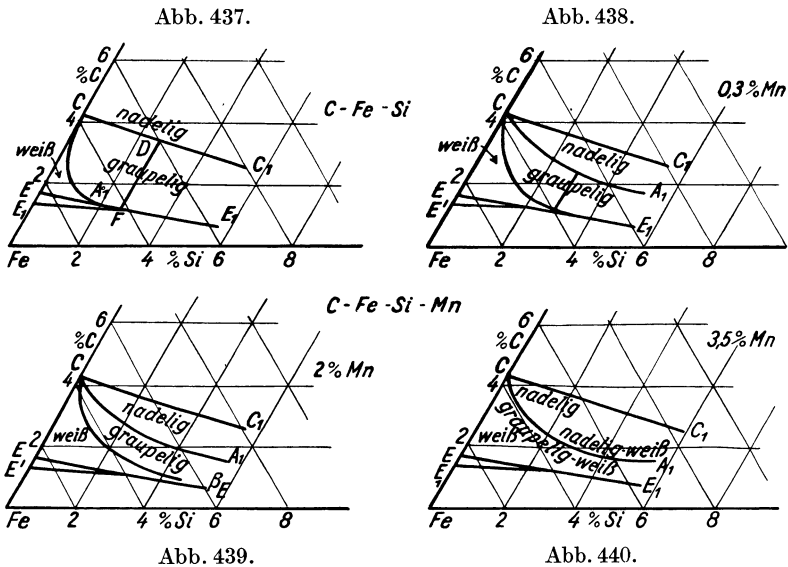 Abb. 437.
6
%C
C
4
nadelig
D
C₁
weiß
graupelig
2
E
A₁
E₁
F
E₁
Fe 2 4 %Si 6 8
C - Fe - Si
Abb. 438.
6
%C
0,3%Mn
C
4
nadelig
C₁
weiß
graupelig
2
E
A₁
E'
E₁
Fe 2 4 %Si 6 8
C - Fe - Si - Mn
6
%C
2% Mn
C
4
nadelig
C₁
weiß
graupelig
2
E
A₁
E'
βE
Fe 2 4 %Si 6 8
Abb. 439.
6
%C
3,5%Mn
C
4
nadelig
C₁
weiß
nadelig-weiß
graupelig-weiß
2
E
A₁
E₁
Fe 2 4 %Si 6 8
Abb. 440.